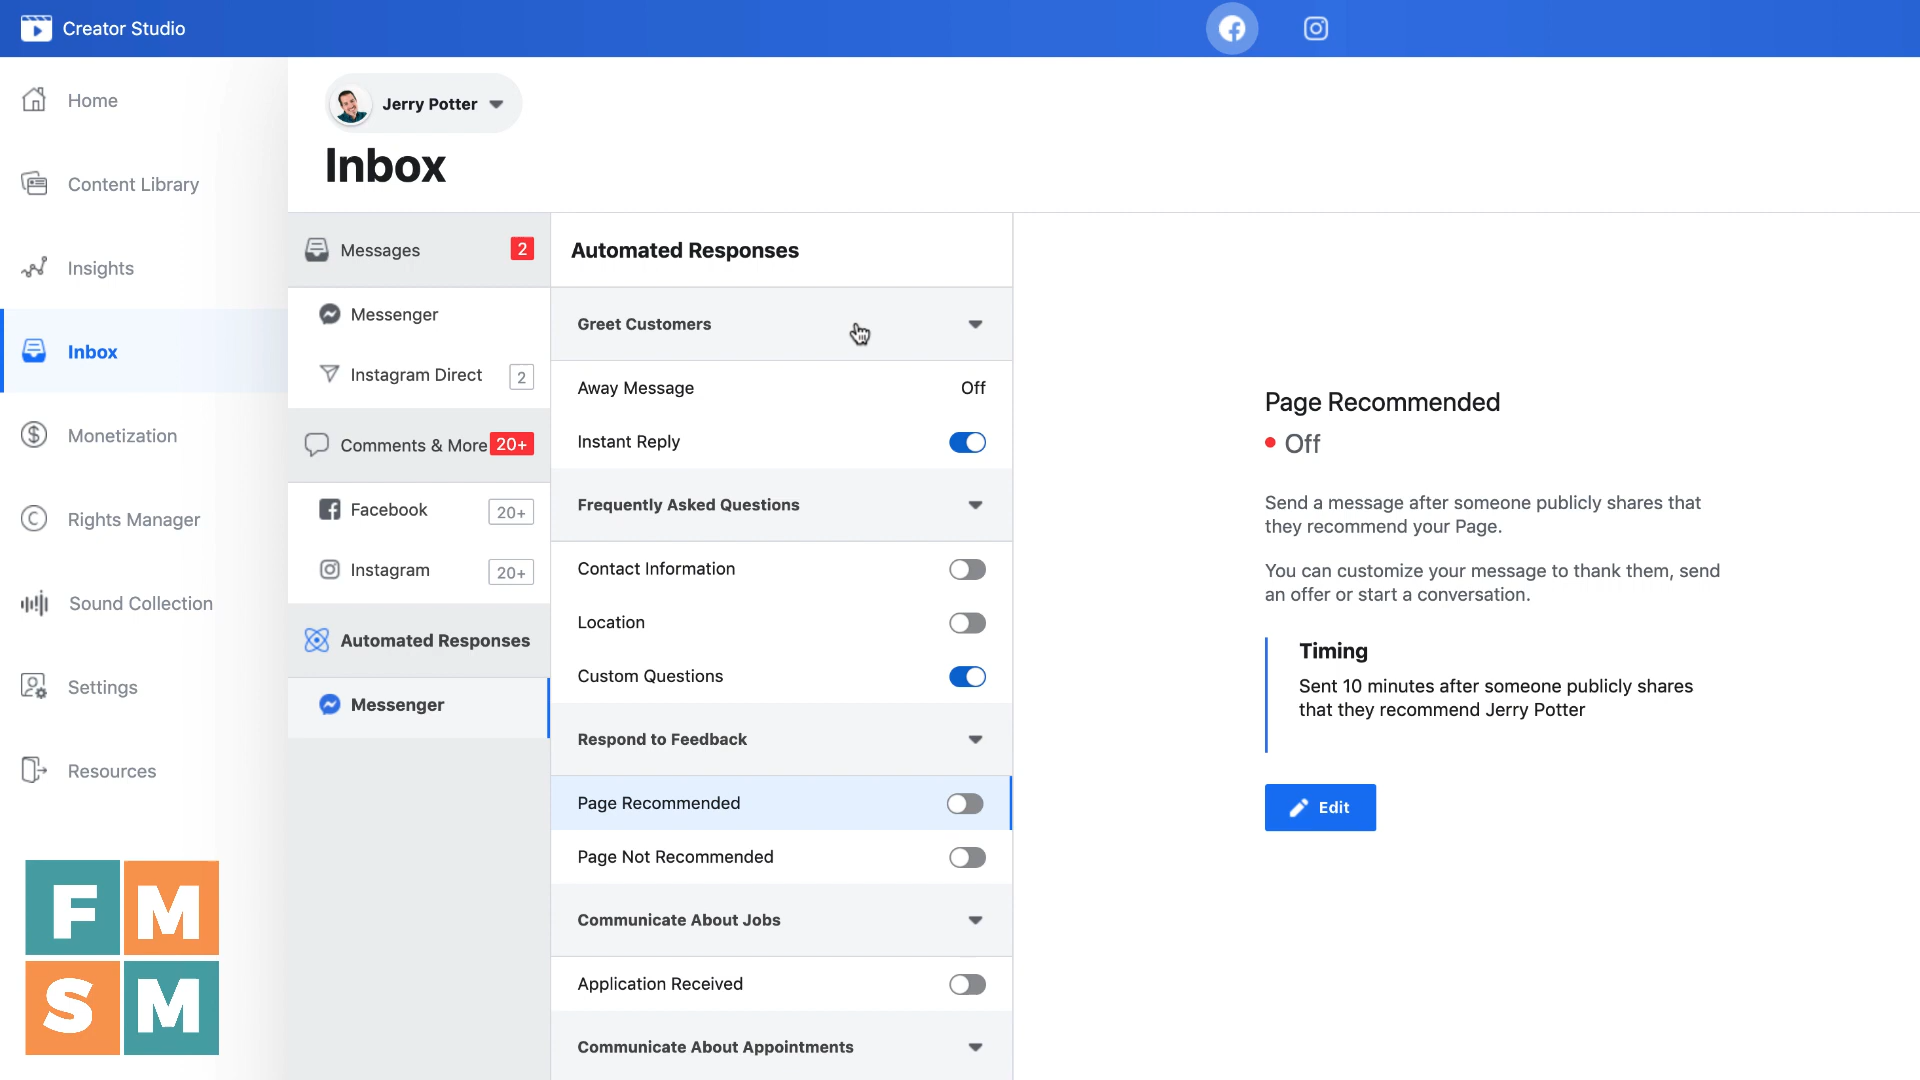 Creator Studio
Home
Content Library
Insights
Inbox
Monetization
Rights Manager
Sound Collection
Settings
Resources
F M
S M
Jerry Potter
Inbox
Messages 2
Messenger
Instagram Direct 2
Comments & More 20+
Facebook 20+
Instagram 20+
Automated Responses
Messenger
Automated Responses
Greet Customers
Away Message Off
Instant Reply
Frequently Asked Questions
Contact Information
Location
Custom Questions
Respond to Feedback
Page Recommended
Page Not Recommended
Communicate About Jobs
Application Received
Communicate About Appointments
Page Recommended
Off
Send a message after someone publicly shares that
they recommend your Page.
You can customize your message to thank them, send
an offer or start a conversation.
Timing
Sent 10 minutes after someone publicly shares
that they recommend Jerry Potter
Edit